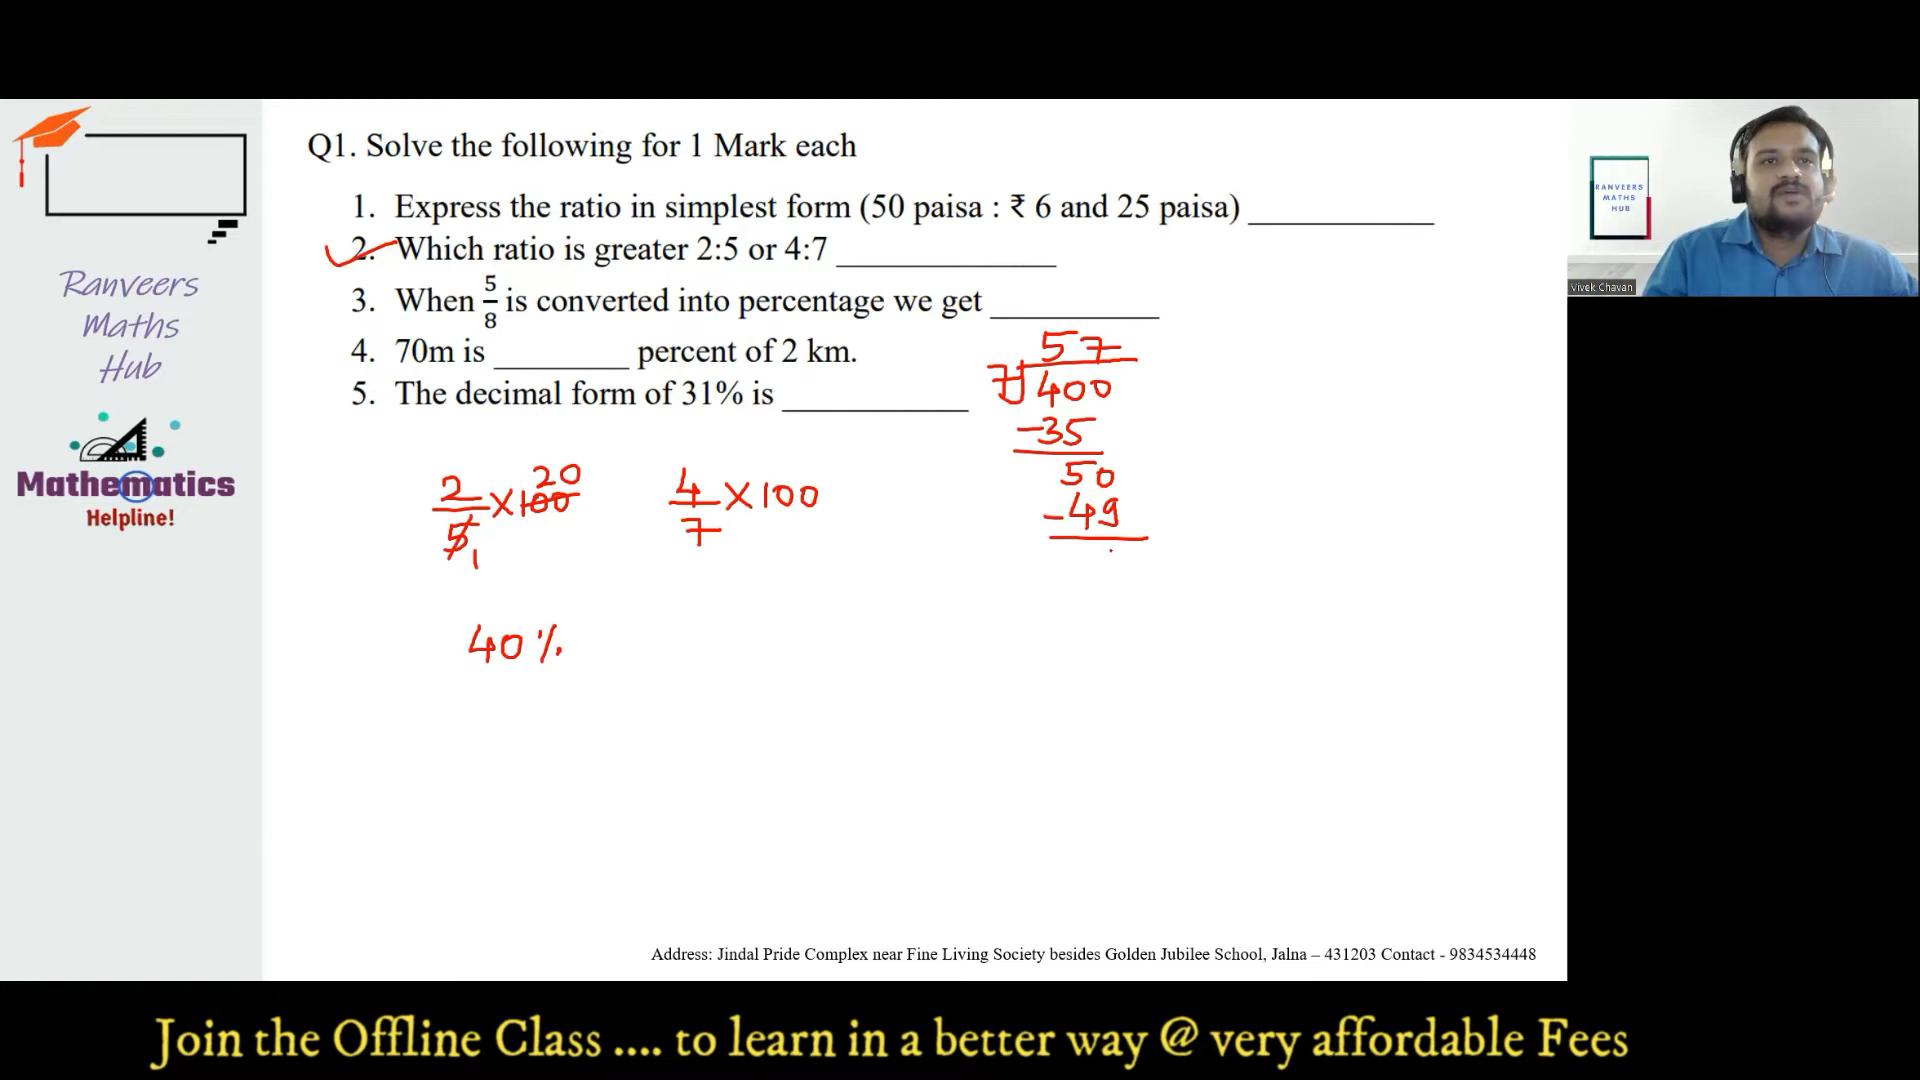 Q1. Solve the following for 1 Mark each
1. Express the ratio in simplest form (50 paisa : ₹ 6 and 25 paisa) ___________
2. Which ratio is greater 2:5 or 4:7 _____________
3. When 5/8 is converted into percentage we get __________
4. 70m is ________ percent of 2 km.
5. The decimal form of 31% is ___________
57
7)400
-35
50
-49
2/5 × 100 20
1
4/7 × 100
40%
Ranveers
Maths
Hub
Mathematics
Helpline!
RANVEERS
MATHS
HUB
Vivek Chavan
Address: Jindal Pride Complex near Fine Living Society besides Golden Jubilee School, Jalna – 431203 Contact - 9834534448
Join the Offline Class .... to learn in a better way @ very affordable Fees